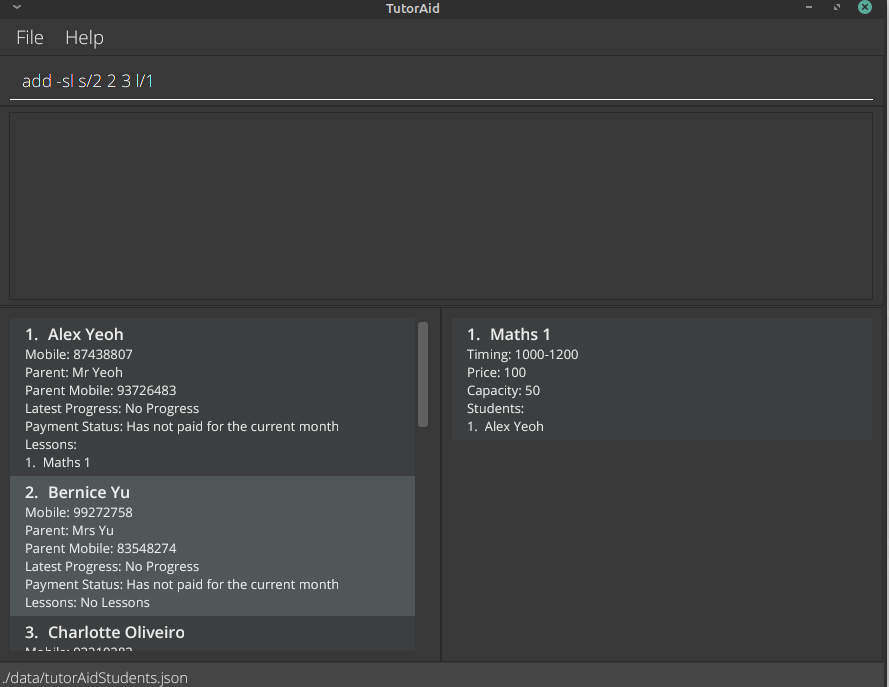 TutorAid
File Help
add -sl s/2 2 3 l/1
1. Alex Yeoh
Mobile: 87438807
Parent: Mr Yeoh
Parent Mobile: 93726483
Latest Progress: No Progress
Payment Status: Has not paid for the current month
Lessons:
1. Maths 1
2. Bernice Yu
Mobile: 99272758
Parent: Mrs Yu
Parent Mobile: 83548274
Latest Progress: No Progress
Payment Status: Has not paid for the current month
Lessons: No Lessons
3. Charlotte Oliveiro
Mobile: 93210283
1. Maths 1
Timing: 1000-1200
Price: 100
Capacity: 50
Students:
1. Alex Yeoh
./data/tutorAidStudents.json